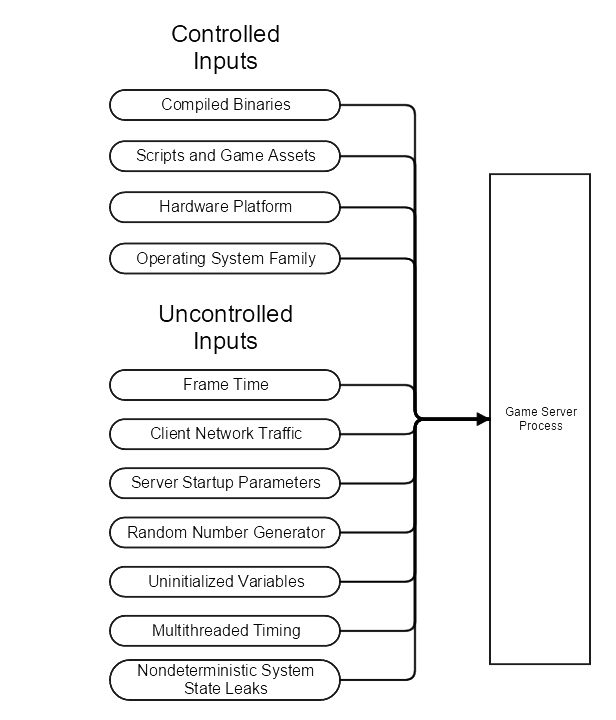 Controlled
Inputs
Compiled Binaries
Scripts and Game Assets
Hardware Platform
Operating System Family
Uncontrolled
Inputs
Frame Time
Client Network Traffic
Server Startup Parameters
Random Number Generator
Uninitialized Variables
Multithreaded Timing
Nondeterministic System
State Leaks
Game Server
Process